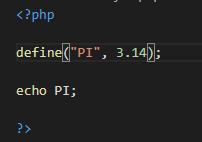 <?php
define("PI", 3.14);
echo PI;
?>